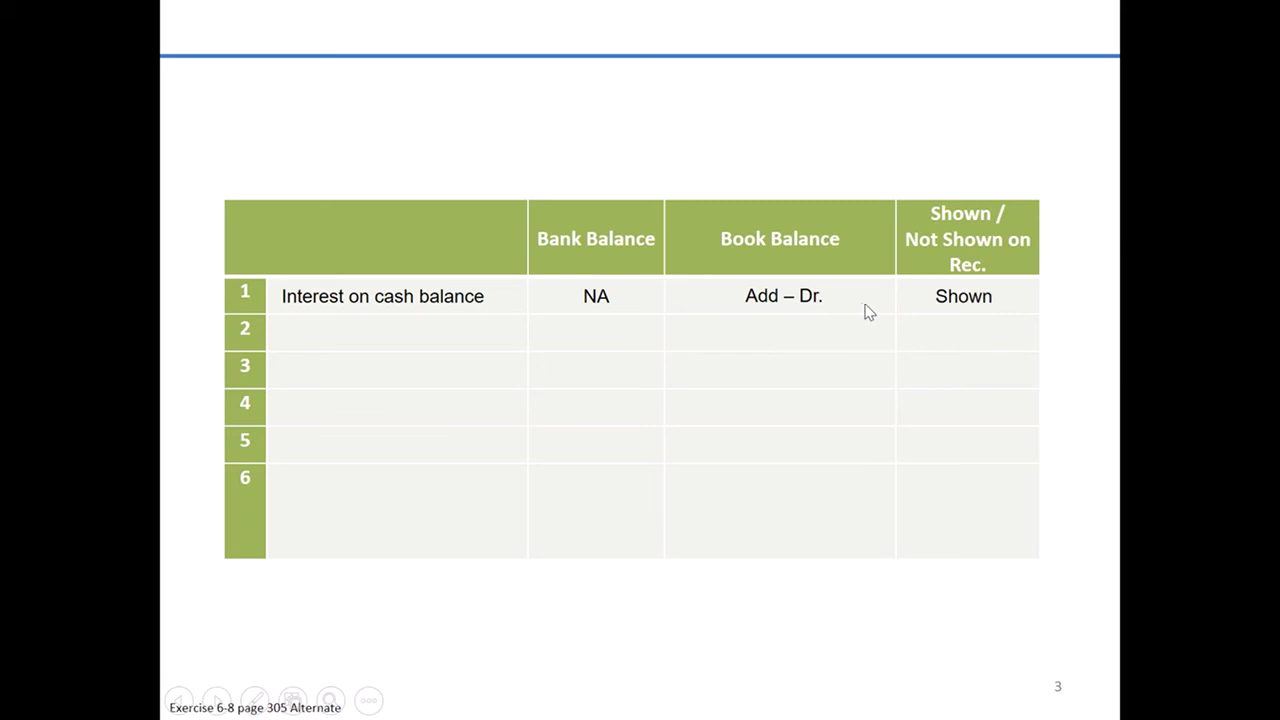 Bank Balance
Book Balance
Shown /
Not Shown on
Rec.
1 Interest on cash balance NA Add – Dr. Shown
2
3
4
5
6
3
Exercise 6-8 page 305 Alternate